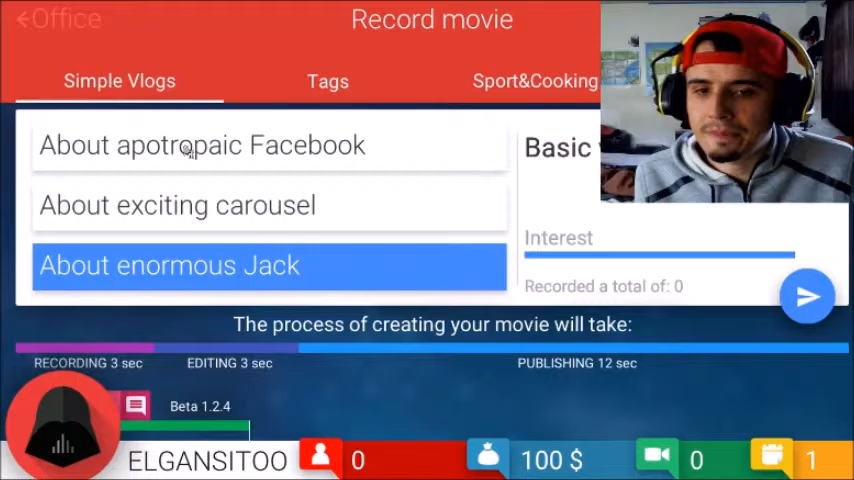 Office
Record movie
Simple Vlogs
Tags
Sport&Cooking
About apotropaic Facebook
About exciting carousel
About enormous Jack
Basic
Interest
Recorded a total of: 0
The process of creating your movie will take:
RECORDING 3 sec
EDITING 3 sec
PUBLISHING 12 sec
Beta 1.2.4
ELGANSITOO
0
100 $
0
1